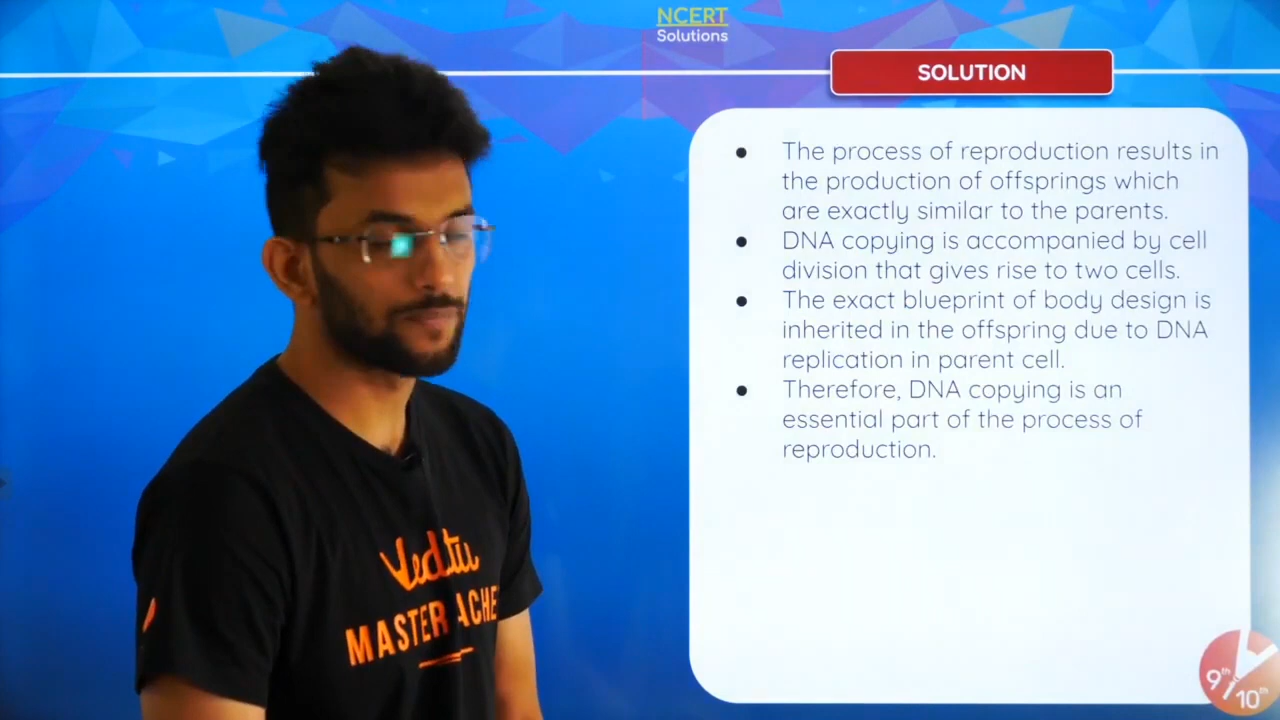 NCERT
Solutions
SOLUTION
● The process of reproduction results in
the production of offsprings which
are exactly similar to the parents.
● DNA copying is accompanied by cell
division that gives rise to two cells.
● The exact blueprint of body design is
inherited in the offspring due to DNA
replication in parent cell.
● Therefore, DNA copying is an
essential part of the process of
reproduction.
MASTER
9th
10th